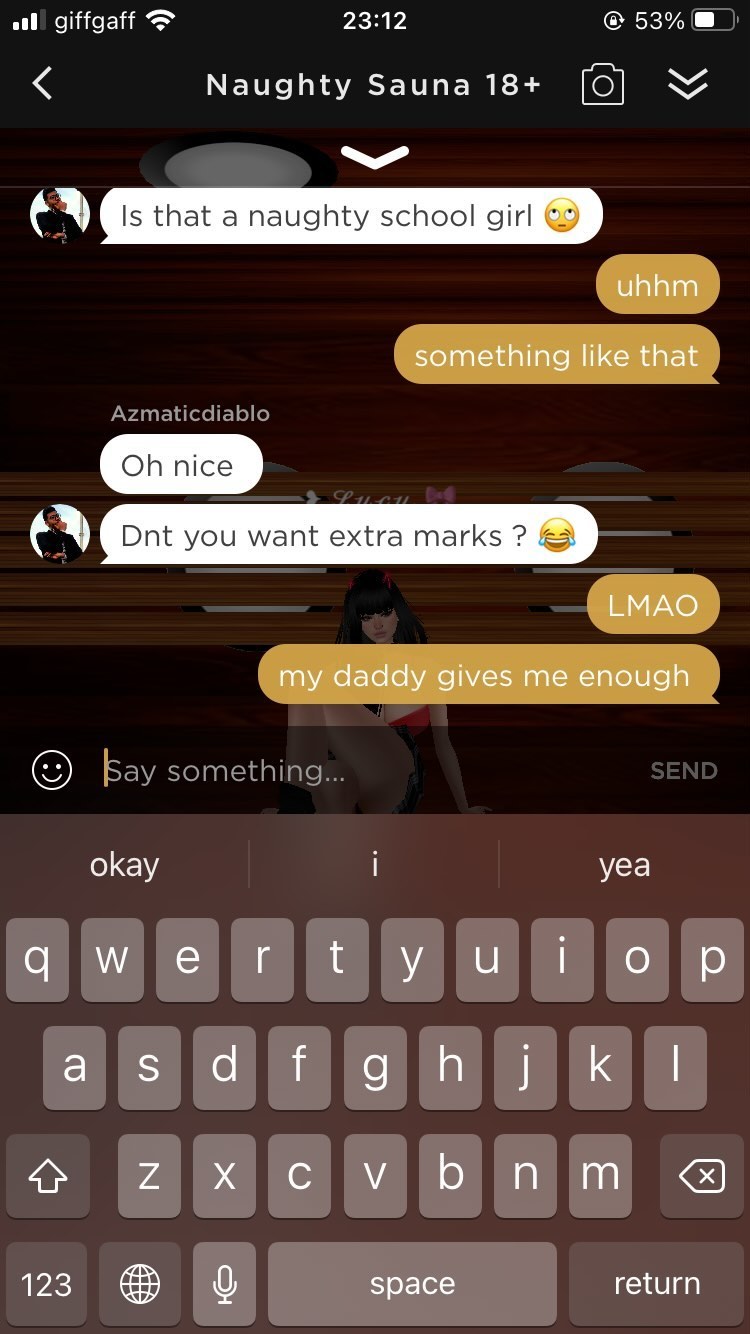 giffgaff 23:12 53%
Naughty Sauna 18+
Is that a naughty school girl 🙄
uhhm
something like that
Azmaticdiablo
Oh nice
Lucy
Dnt you want extra marks ? 😂
LMAO
my daddy gives me enough
Say something... SEND
okay i yea
q w e r t y u i o p
a s d f g h j k l
z x c v b n m
123 space return